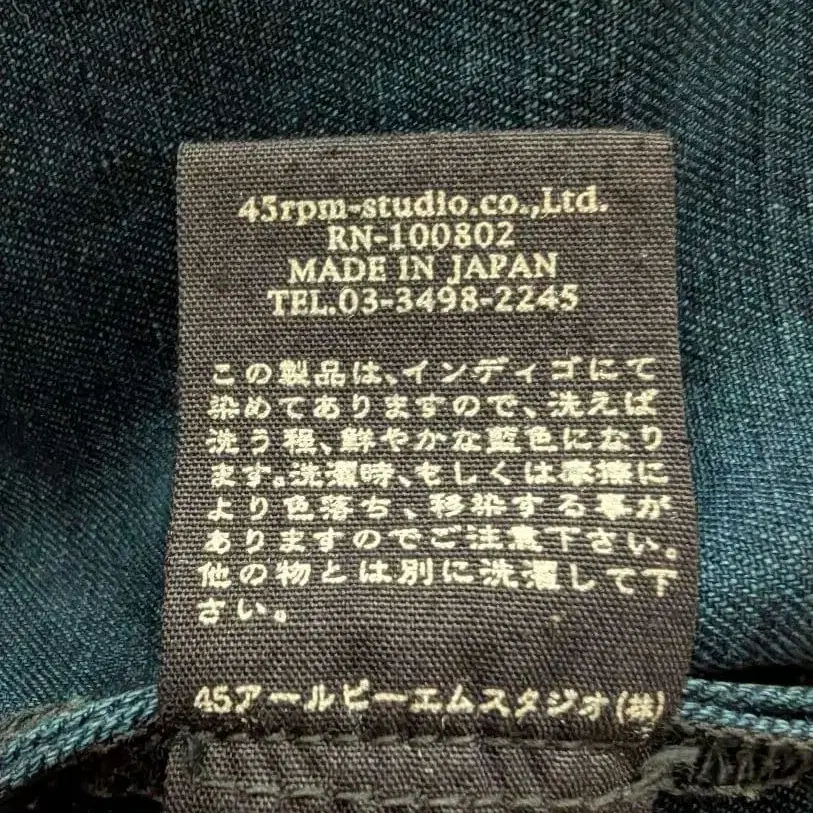 45rpm-studio.co.,Ltd.
RN-100802
MADE IN JAPAN
TEL.03-3498-2245
この製品は、インディゴにて
染めてありますので、洗えば
洗う程、鮮やかな藍色になり
ます。洗濯時、もしくは摩擦に
より色落ち、移染する事が
ありますのでご注意下さい。
他の物とは別に洗濯して下
さい。
45アールピーエムスタジオ(株)